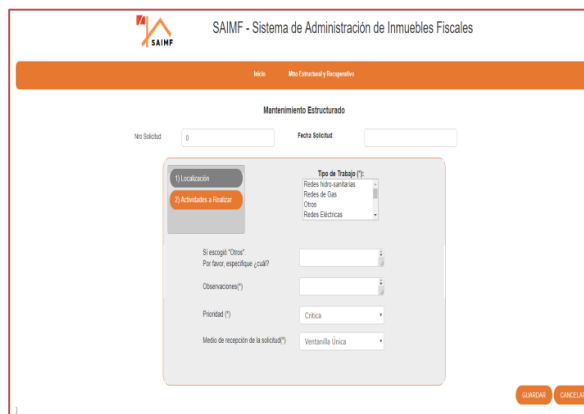 SAIMF
SAIMF - Sistema de Administración de Inmuebles Fiscales
Inicio
Mtto Estructural y Recuperativo
Mantenimiento Estructurado
Nro Solicitud
0
Fecha Solicitud
1) Localización
2) Actividades a Realizar
Tipo de Trabajo (*):
Redes hidro-sanitarias
Redes de Gas
Otros
Redes Eléctricas
Si escogió "Otros".
Por favor, especifique ¿cuál?
Observaciones(*)
Prioridad (*)
Crítica
Medio de recepción de la solicitud(*)
Ventanilla Única
GUARDAR
CANCELAR
}